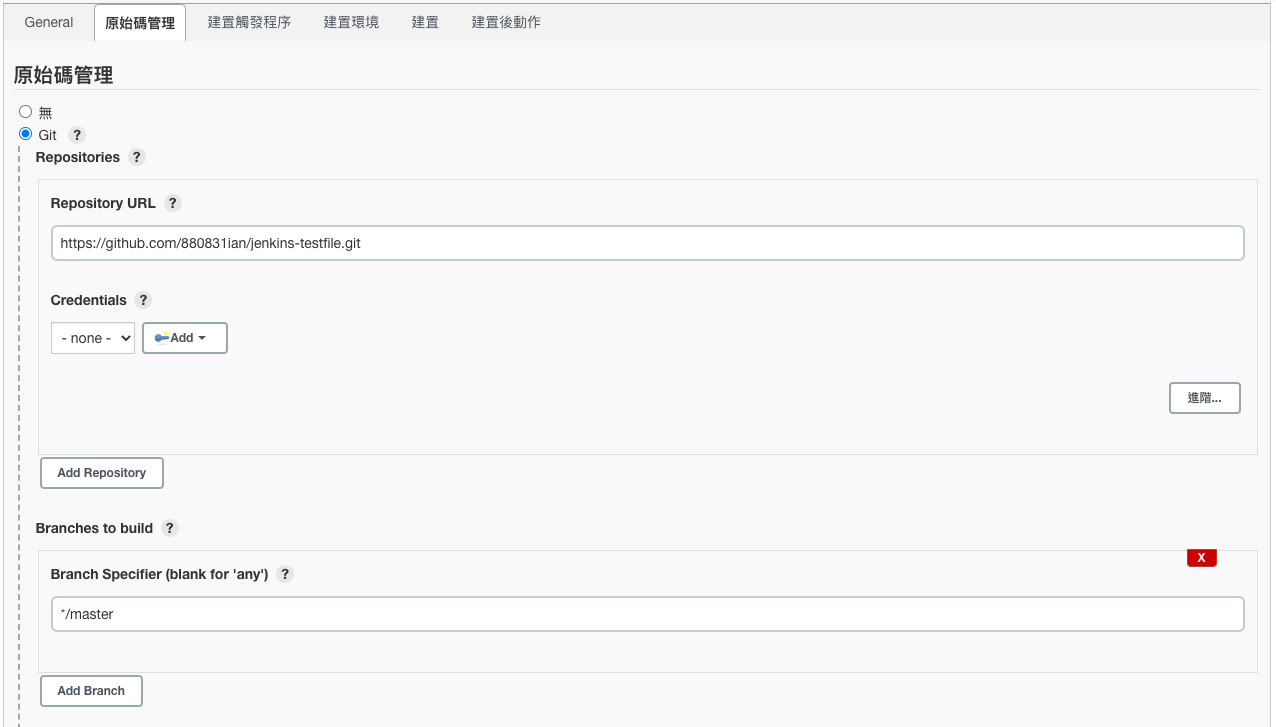 General 原始碼管理 建置觸發程序 建置環境 建置 建置後動作
原始碼管理
無
Git ?
Repositories ?
Repository URL ?
https://github.com/880831ian/jenkins-testfile.git
Credentials ?
- none - Add
進階...
Add Repository
Branches to build ?
X
Branch Specifier (blank for 'any') ?
*/master
Add Branch